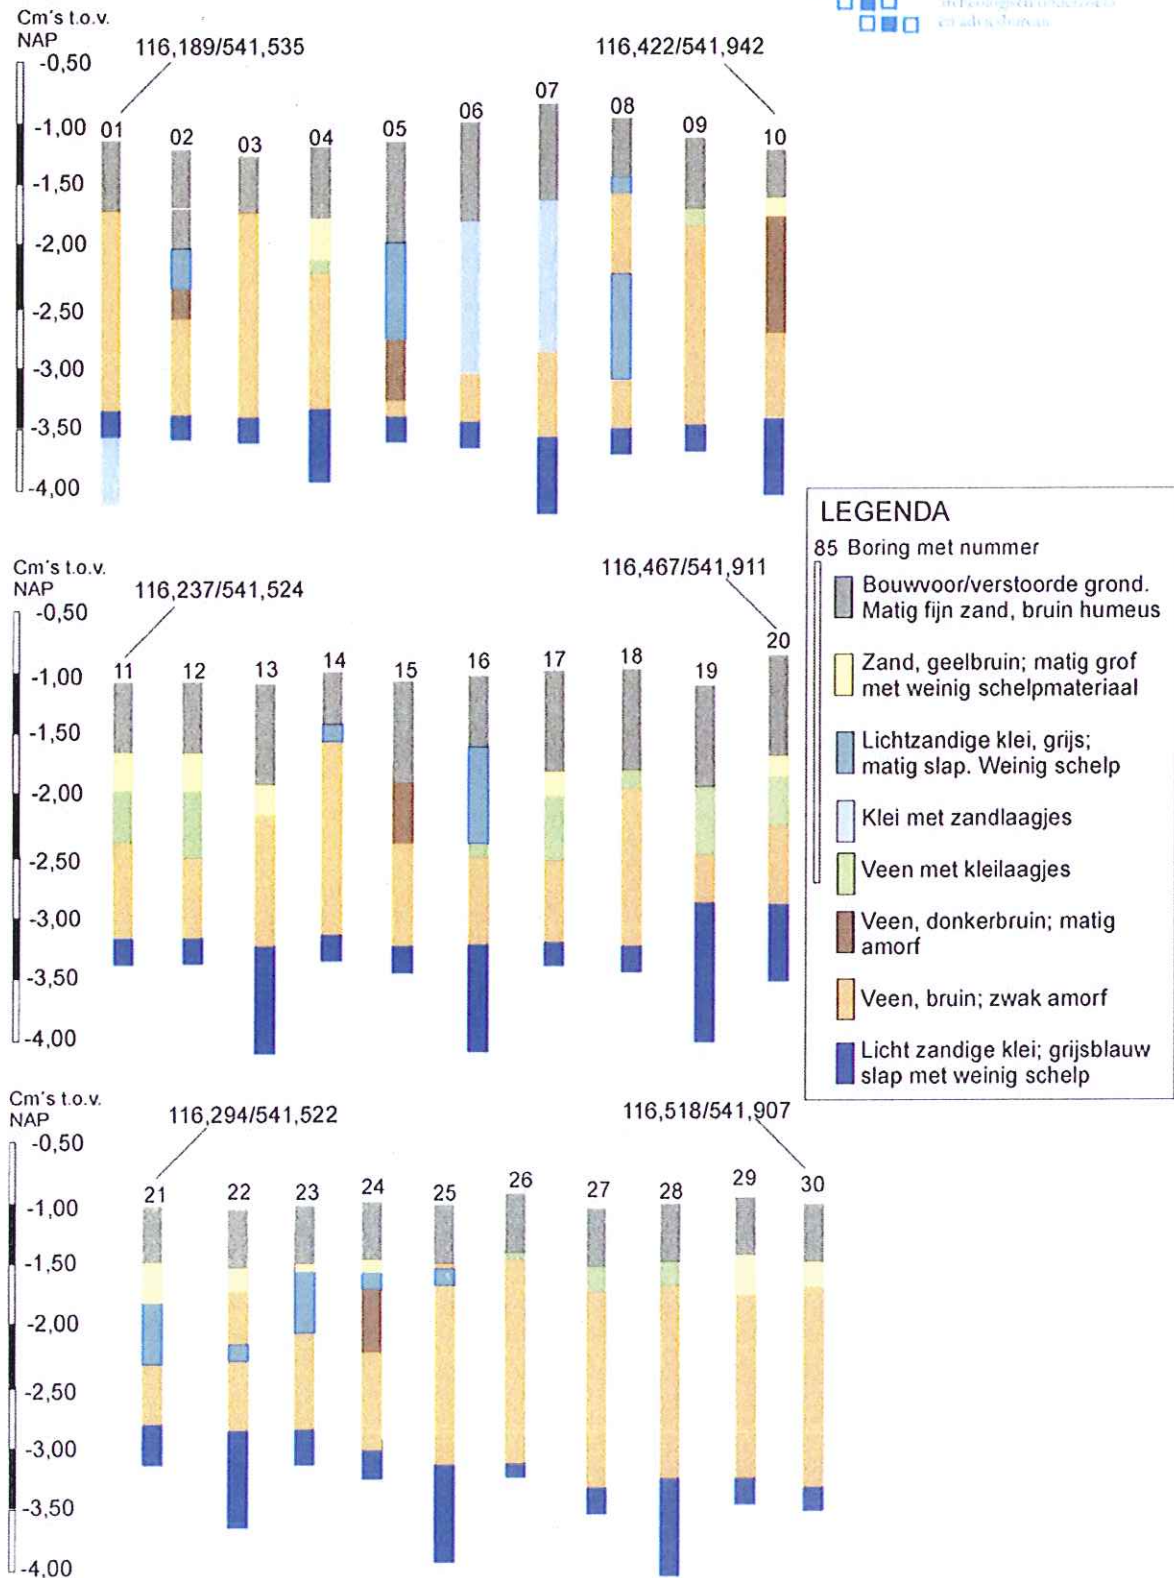 en adviesbureau
Cm's t.o.v.
NAP
116,189/541,535
116,422/541,942
-0,50
-1,00
-1,50
-2,00
-2,50
-3,00
-3,50
-4,00
01 02 03 04 05 06 07 08 09 10
Cm's t.o.v.
NAP
116,237/541,524
116,467/541,911
-0,50
-1,00
-1,50
-2,00
-2,50
-3,00
-3,50
-4,00
11 12 13 14 15 16 17 18 19 20
LEGENDA
85 Boring met nummer
Bouwvoor/verstoorde grond.
Matig fijn zand, bruin humeus
Zand, geelbruin; matig grof
met weinig schelpmateriaal
Lichtzandige klei, grijs;
matig slap. Weinig schelp
Klei met zandlaagjes
Veen met kleilaagjes
Veen, donkerbruin; matig
amorf
Veen, bruin; zwak amorf
Licht zandige klei; grijsblauw
slap met weinig schelp
Cm's t.o.v.
NAP
116,294/541,522
116,518/541,907
-0,50
-1,00
-1,50
-2,00
-2,50
-3,00
-3,50
-4,00
21 22 23 24 25 26 27 28 29 30